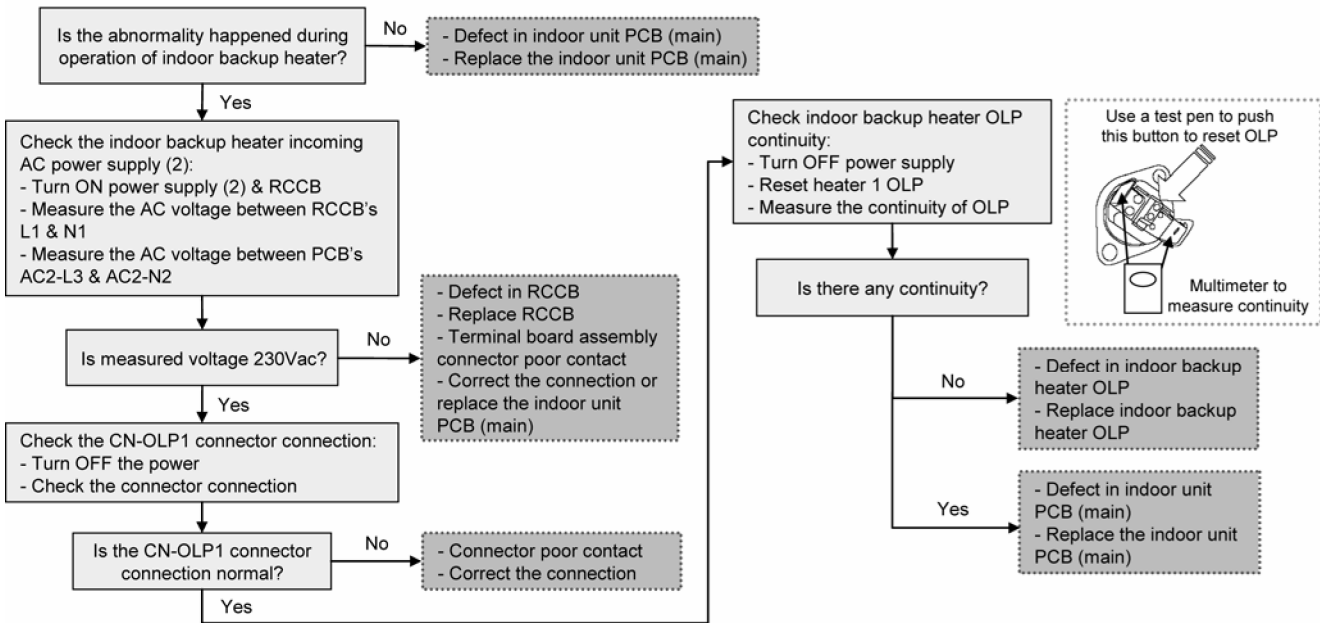 Is the abnormality happened during
operation of indoor backup heater?
No
- Defect in indoor unit PCB (main)
- Replace the indoor unit PCB (main)
Yes
Check the indoor backup heater incoming
AC power supply (2):
- Turn ON power supply (2) & RCCB
- Measure the AC voltage between RCCB's
L1 & N1
- Measure the AC voltage between PCB's
AC2-L3 & AC2-N2
Is measured voltage 230Vac?
No
- Defect in RCCB
- Replace RCCB
- Terminal board assembly
connector poor contact
- Correct the connection or
replace the indoor unit
PCB (main)
Yes
Check the CN-OLP1 connector connection:
- Turn OFF the power
- Check the connector connection
Is the CN-OLP1 connector
connection normal?
No
- Connector poor contact
- Correct the connection
Yes
Check indoor backup heater OLP
continuity:
- Turn OFF power supply
- Reset heater 1 OLP
- Measure the continuity of OLP
Is there any continuity?
Use a test pen to push
this button to reset OLP
Multimeter to
measure continuity
No
- Defect in indoor backup
heater OLP
- Replace indoor backup
heater OLP
Yes
- Defect in indoor unit
PCB (main)
- Replace the indoor unit
PCB (main)